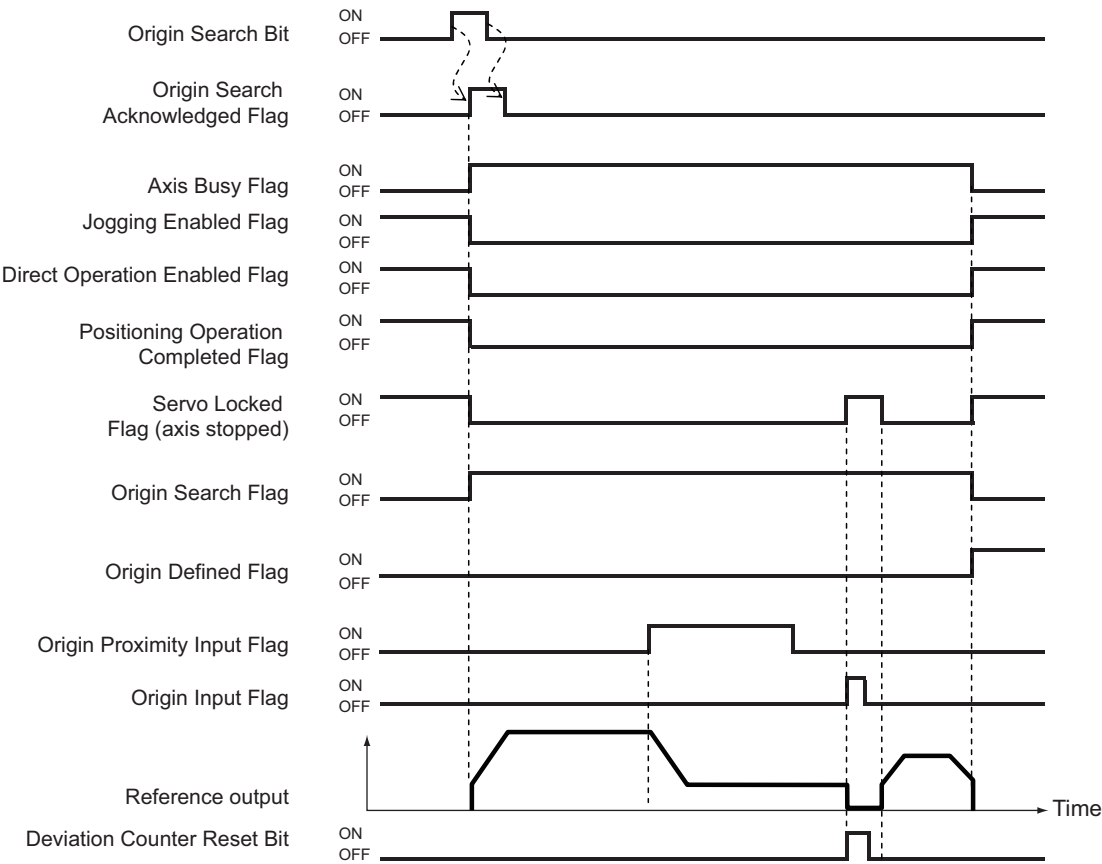 Origin Search Bit
ON
OFF
Origin Search
Acknowledged Flag
ON
OFF
Axis Busy Flag
ON
OFF
Jogging Enabled Flag
ON
OFF
Direct Operation Enabled Flag
ON
OFF
Positioning Operation
Completed Flag
ON
OFF
Servo Locked
Flag (axis stopped)
ON
OFF
Origin Search Flag
ON
OFF
Origin Defined Flag
ON
OFF
Origin Proximity Input Flag
ON
OFF
Origin Input Flag
ON
OFF
Reference output
Time
Deviation Counter Reset Bit
ON
OFF